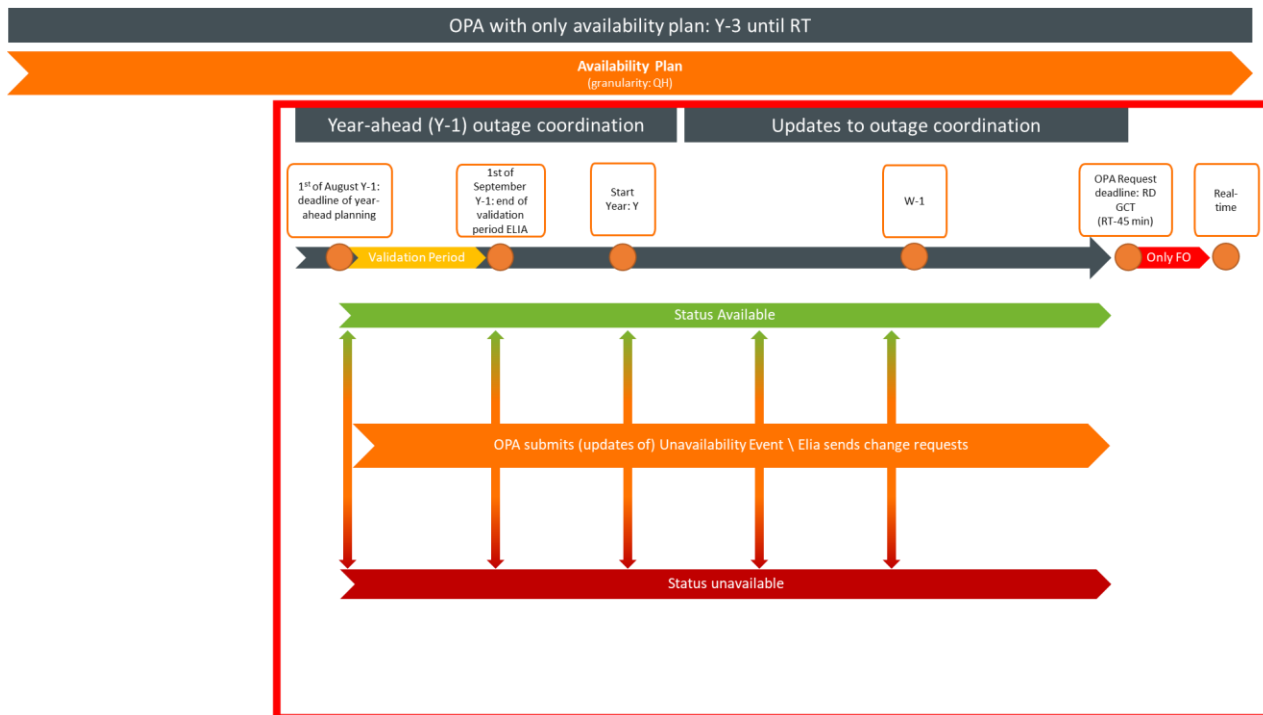 OPA with only availability plan: Y-3 until RT
Availability Plan
(granularity: QH)
Year-ahead (Y-1) outage coordination
Updates to outage coordination
1st of August Y-1:
deadline of year-
ahead planning
1st of
September
Y-1: end of
validation
period ELIA
Start
Year: Y
W-1
OPA Request
deadline: RD
GCT
(RT-45 min)
Real-
time
Validation Period
Only FO
Status Available
OPA submits (updates of) Unavailability Event \ Elia sends change requests
Status unavailable